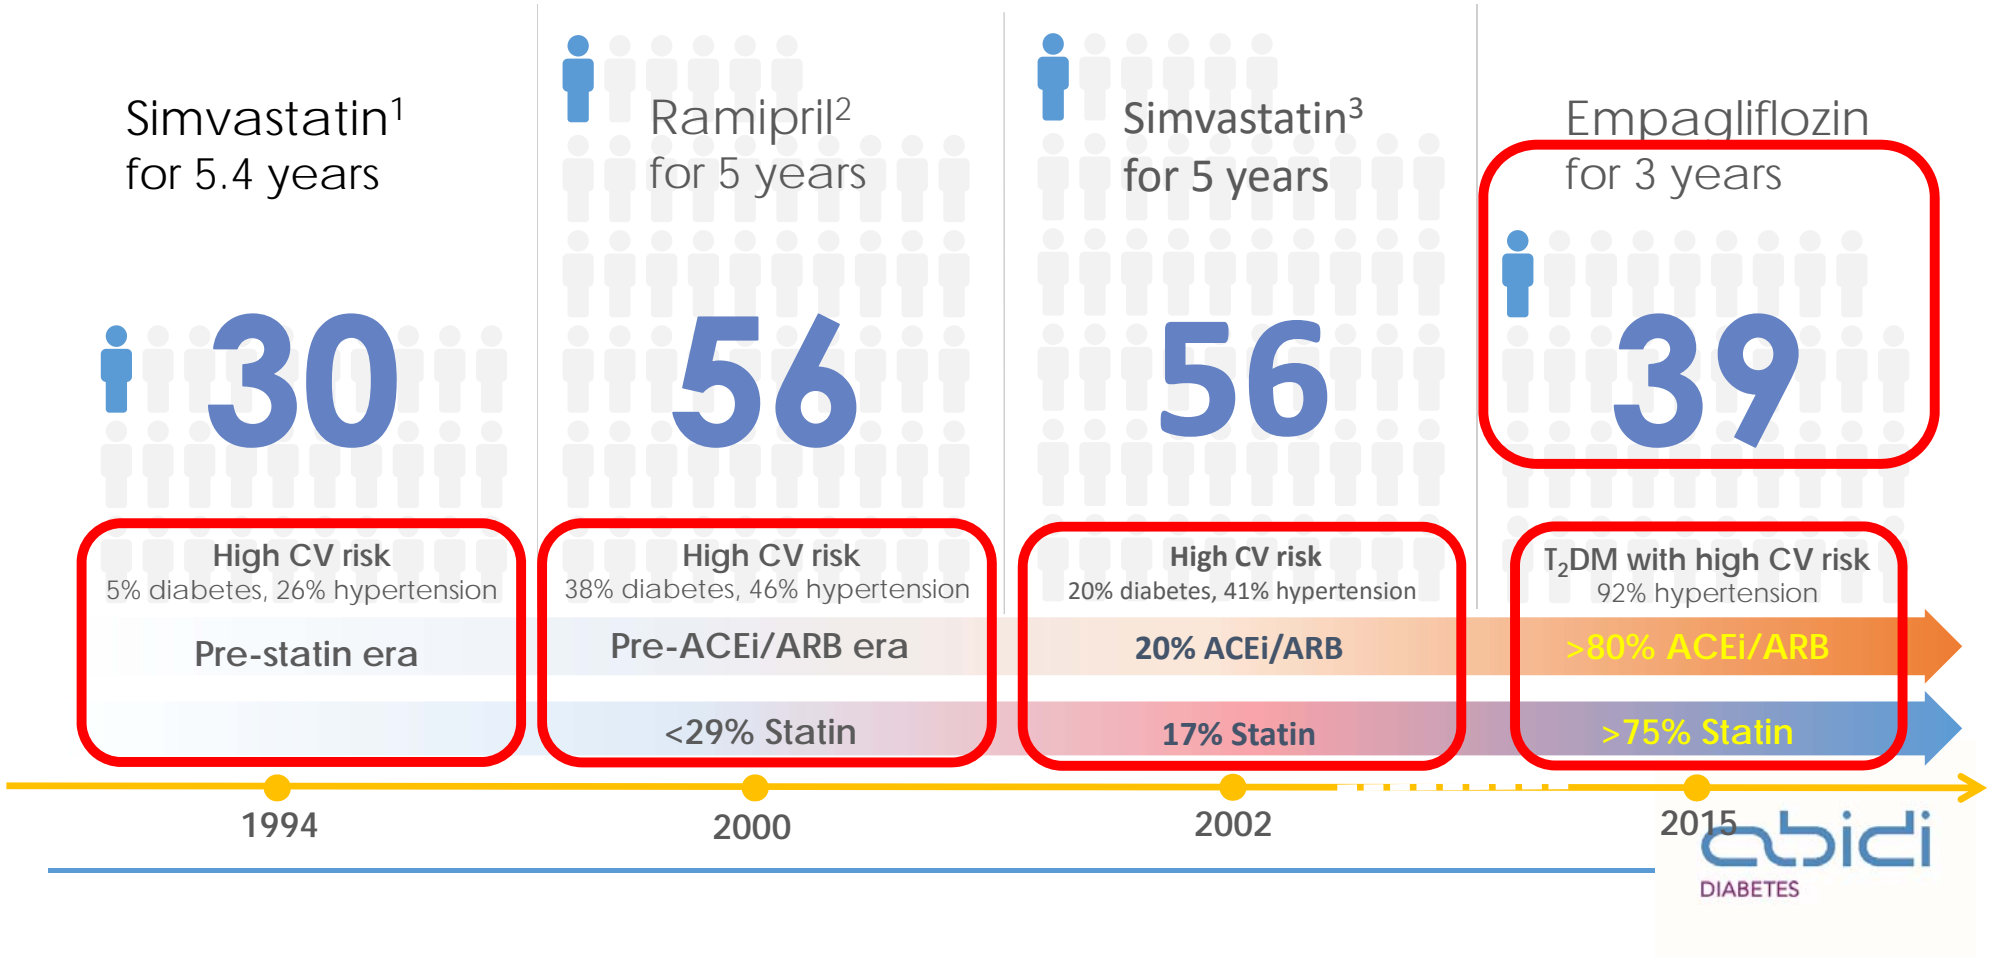 Simvastatin¹
for 5.4 years
30
High CV risk
5% diabetes, 26% hypertension
Pre-statin era
1994
Ramipril²
for 5 years
56
High CV risk
38% diabetes, 46% hypertension
Pre-ACEi/ARB era
<29% Statin
2000
Simvastatin³
for 5 years
56
High CV risk
20% diabetes, 41% hypertension
20% ACEi/ARB
17% Statin
2002
Empagliflozin
for 3 years
39
T₂DM with high CV risk
92% hypertension
>80% ACEi/ARB
>75% Statin
2015
abidi
DIABETES